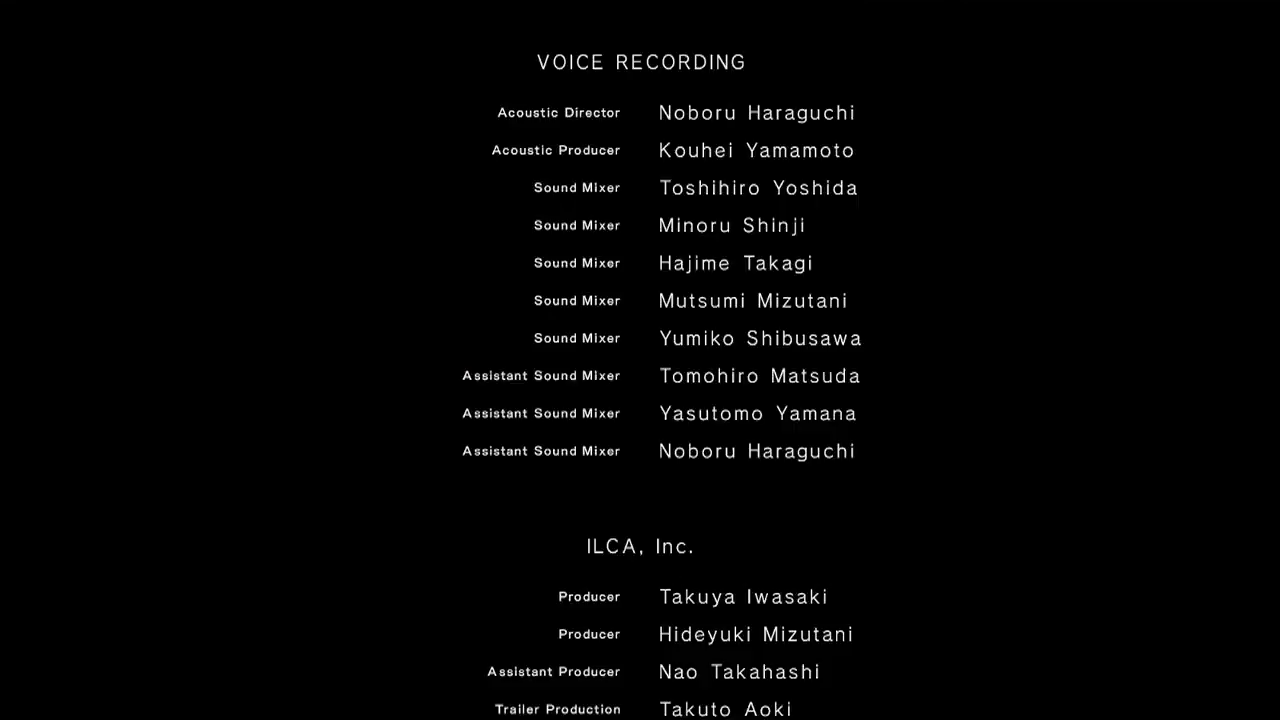 VOICE RECORDING
Acoustic Director Noboru Haraguchi
Acoustic Producer Kouhei Yamamoto
Sound Mixer Toshihiro Yoshida
Sound Mixer Minoru Shinji
Sound Mixer Hajime Takagi
Sound Mixer Mutsumi Mizutani
Sound Mixer Yumiko Shibusawa
Assistant Sound Mixer Tomohiro Matsuda
Assistant Sound Mixer Yasutomo Yamana
Assistant Sound Mixer Noboru Haraguchi
ILCA, Inc.
Producer Takuya Iwasaki
Producer Hideyuki Mizutani
Assistant Producer Nao Takahashi
Trailer Production Takuto Aoki